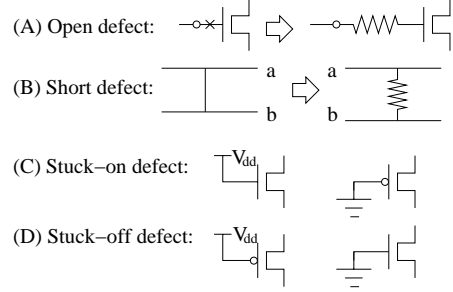 (A) Open defect:
(B) Short defect:
a
b
a
b
(C) Stuck−on defect:
Vdd
(D) Stuck−off defect:
Vdd